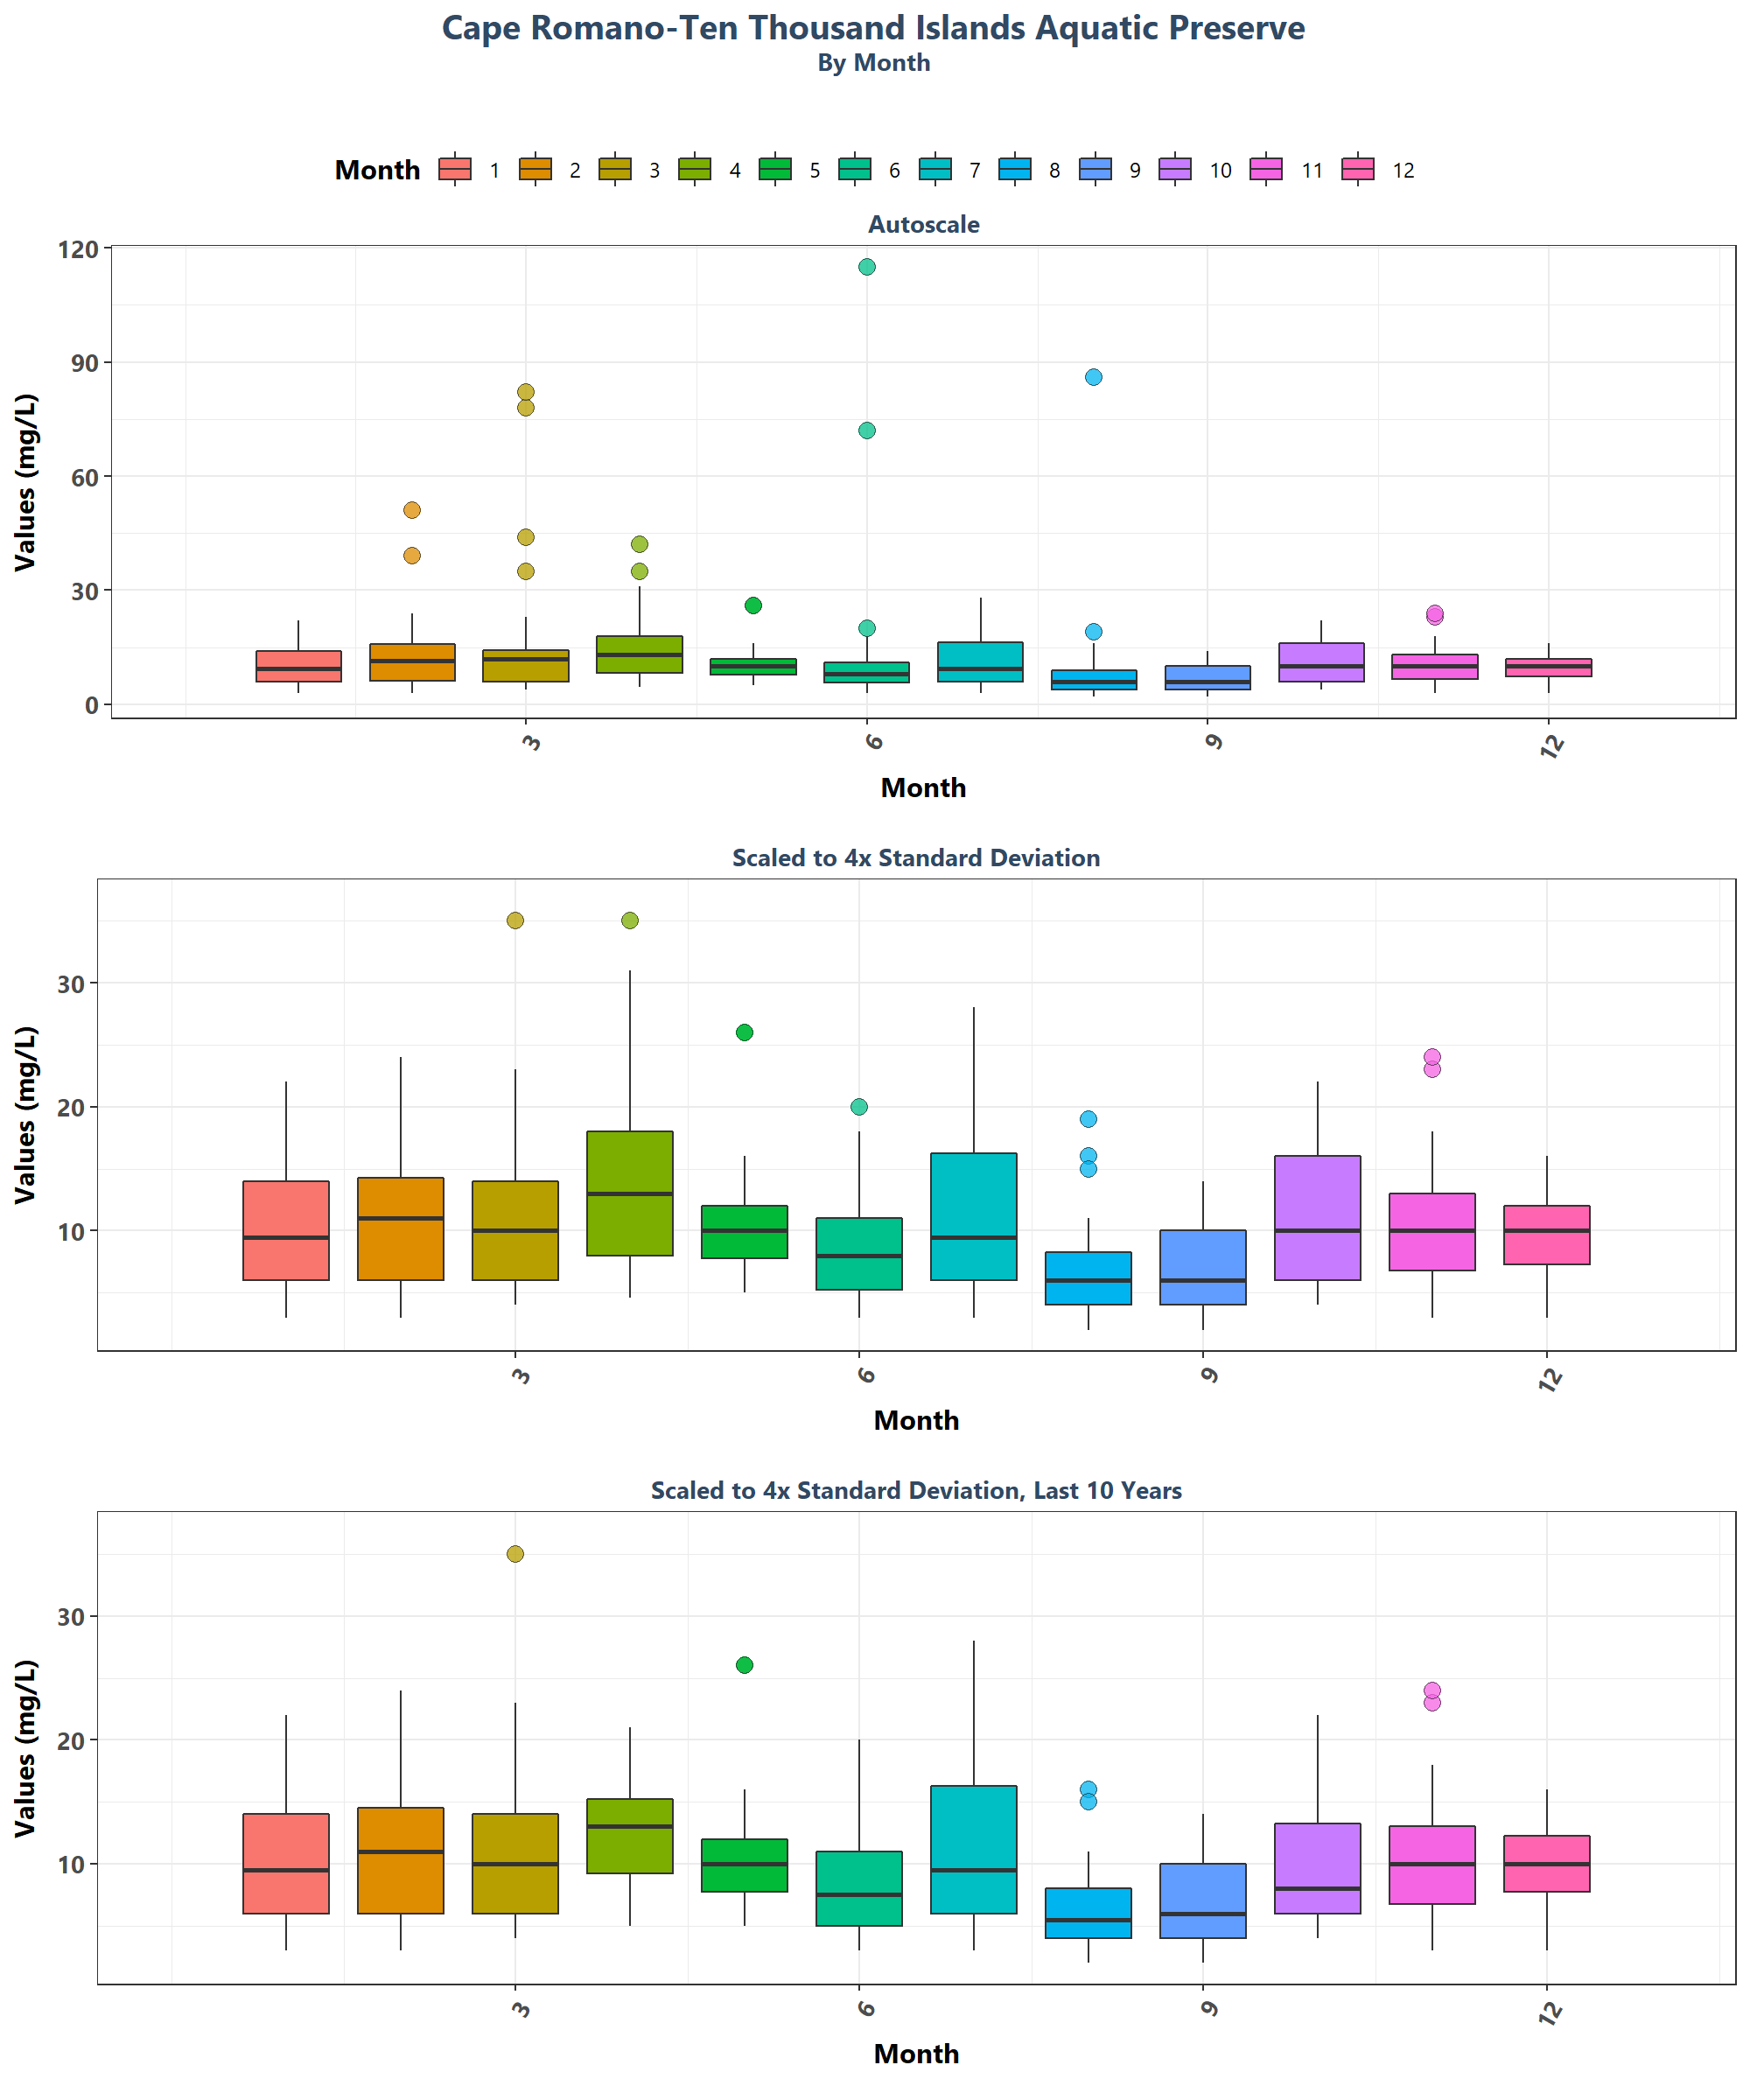 Cape Romano-Ten Thousand Islands Aquatic Preserve
By Month
Month 1 2 3 4 5 6 7 8 9 10 11 12
Autoscale
Values (mg/L)
120
90
60
30
0
3 6 9 12
Month
Scaled to 4x Standard Deviation
Values (mg/L)
30
20
10
3 6 9 12
Month
Scaled to 4x Standard Deviation, Last 10 Years
Values (mg/L)
30
20
10
3 6 9 12
Month